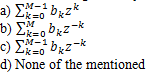 a) ∑_{k=0}^{M-1} b_k z^k
b) ∑_{k=0}^{M} b_k z^{-k}
c) ∑_{k=0}^{M-1} b_k z^{-k}
d) None of the mentioned